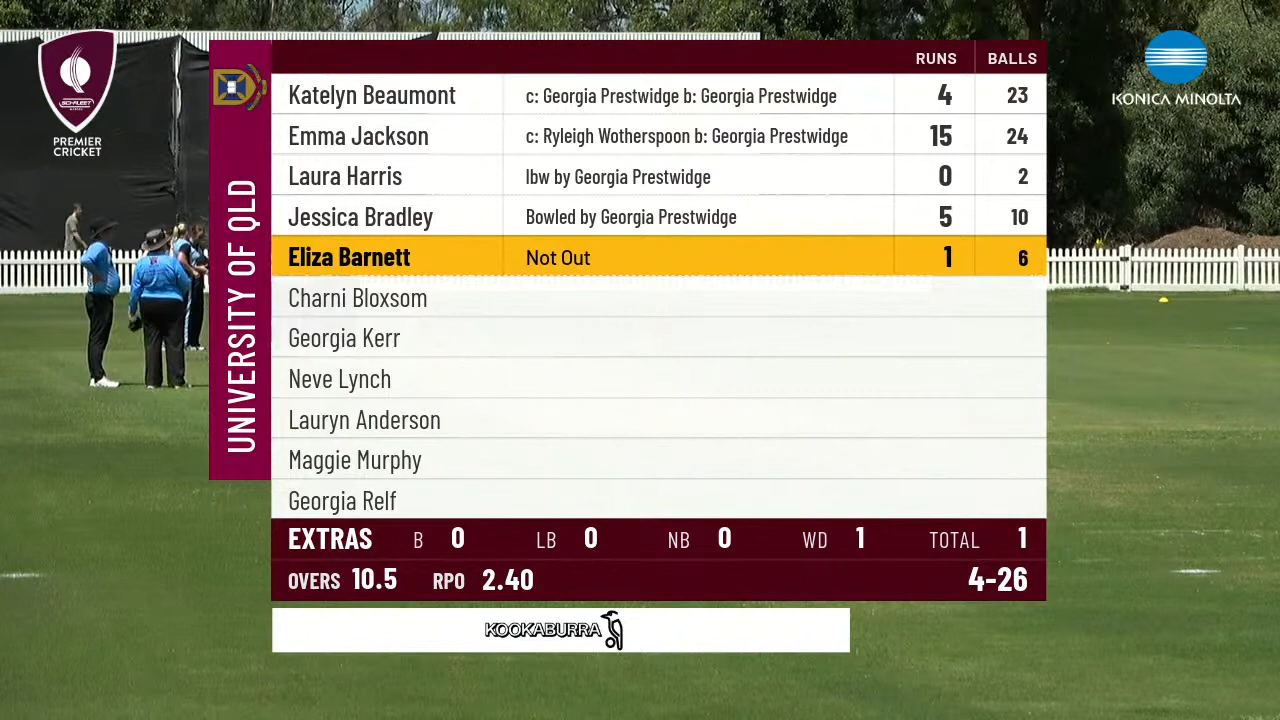 RUNS BALLS
Katelyn Beaumont c: Georgia Prestwidge b: Georgia Prestwidge 4 23
Emma Jackson c: Ryleigh Wotherspoon b: Georgia Prestwidge 15 24
Laura Harris lbw by Georgia Prestwidge 0 2
Jessica Bradley Bowled by Georgia Prestwidge 5 10
Eliza Barnett Not Out 1 6
Charni Bloxsom
Georgia Kerr
Neve Lynch
Lauryn Anderson
Maggie Murphy
Georgia Relf
EXTRAS B 0 LB 0 NB 0 WD 1 TOTAL 1
OVERS 10.5 RPO 2.40 4-26
UNIVERSITY OF QLD
PREMIER
CRICKET
KONICA MINOLTA
KOOKABURRA